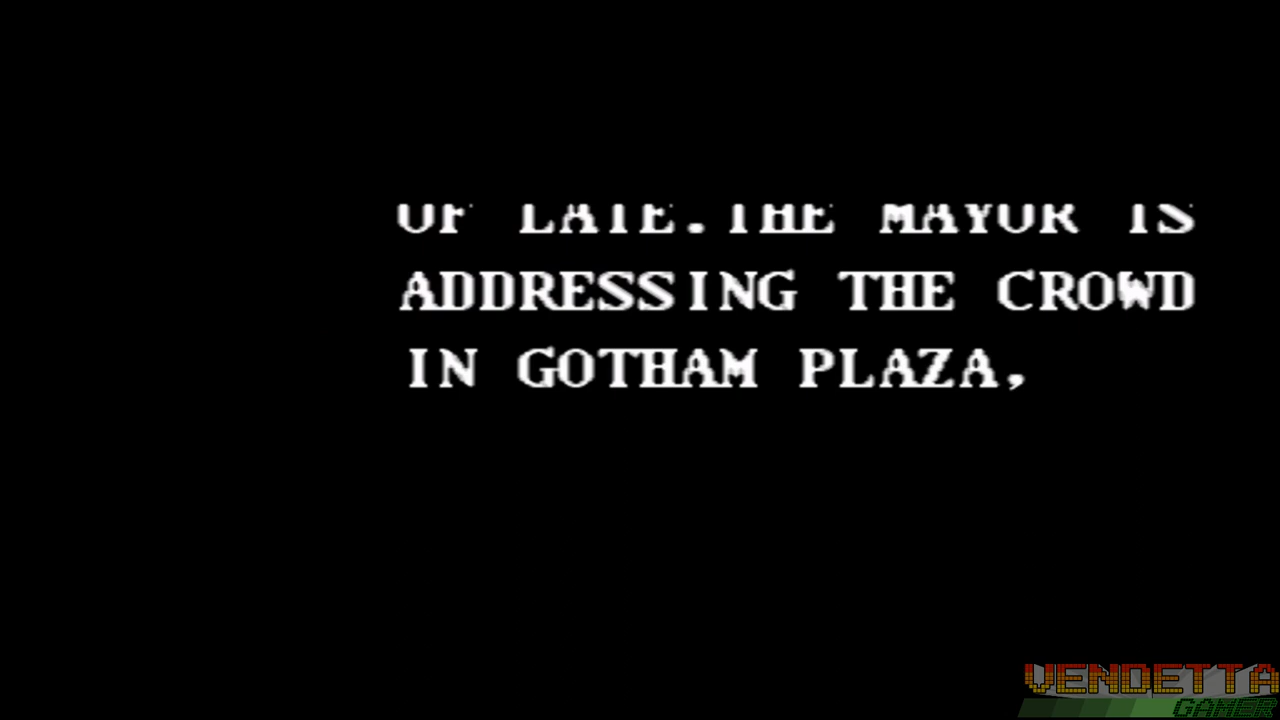 OF LATE.THE MAYOR IS
ADDRESSING THE CROWD
IN GOTHAM PLAZA,
VENDETTA
GAMER